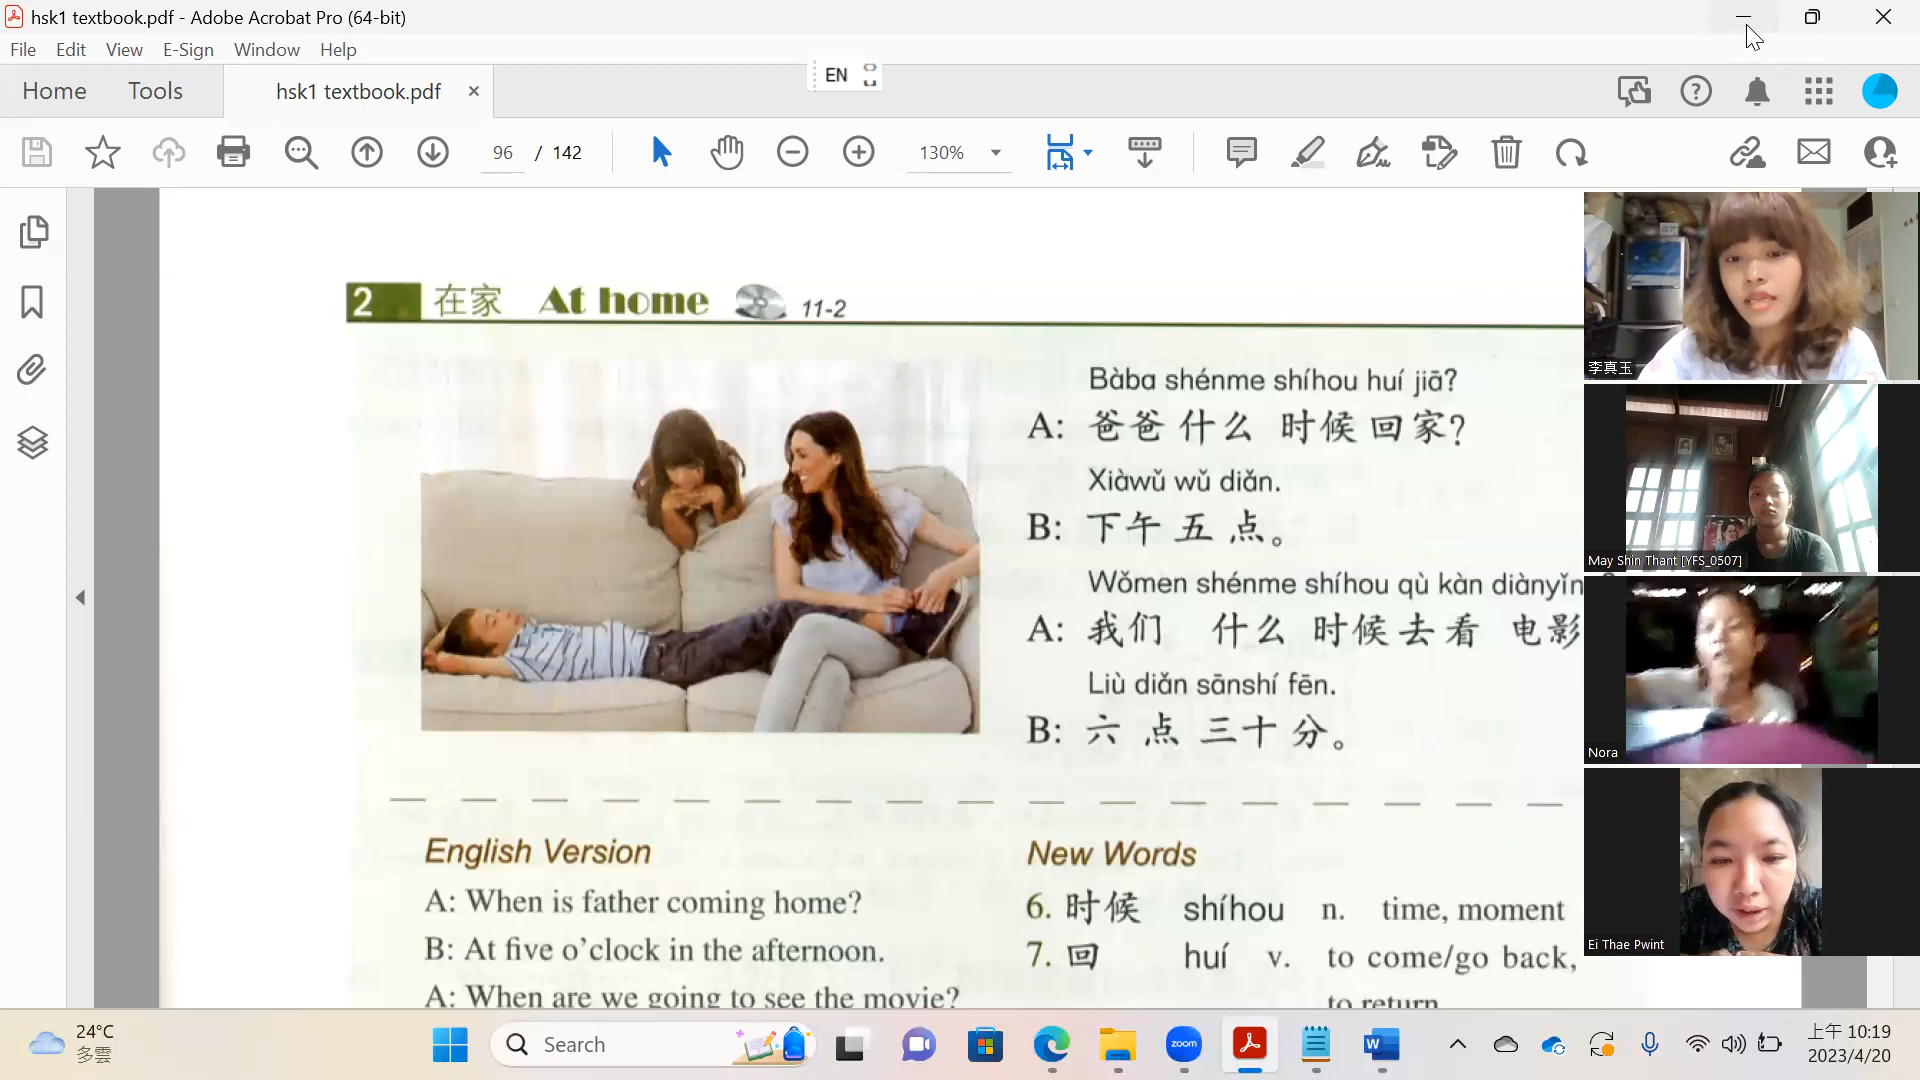 hsk1 textbook.pdf - Adobe Acrobat Pro (64-bit)
File Edit View E-Sign Window Help
EN
Home Tools hsk1 textbook.pdf ×
96 / 142 130%
2 在家 At home 11-2
Bàba shénme shíhou huí jiā?
A: 爸爸 什么 时候 回 家?
Xiàwǔ wǔ diǎn.
B: 下午 五 点。
Wǒmen shénme shíhou qù kàn diànyǐn
A: 我们 什么 时候 去 看 电影
Liù diǎn sānshí fēn.
B: 六 点 三十 分。
English Version
A: When is father coming home?
B: At five o'clock in the afternoon.
A: When are we going to see the movie?
New Words
6. 时候 shíhou n. time, moment
7. 回 huí v. to come/go back,
to return
李真玉
May Shin Thant [YFS_0507]
Nora
Ei Thae Pwint
24°C
多雲
Search
zoom
W
上午 10:19
2023/4/20